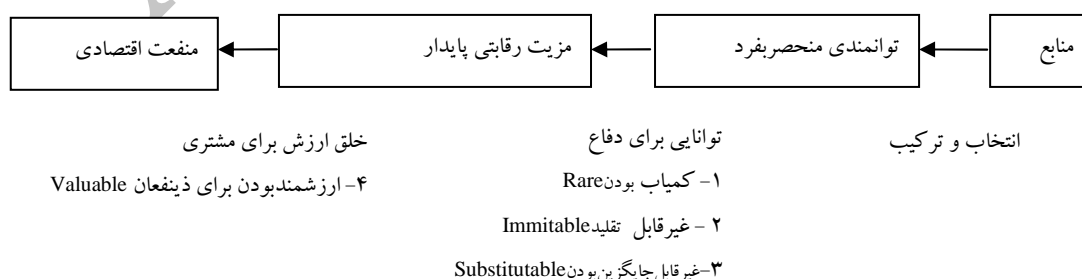 منابع
توانمندی منحصربفرد
مزیت رقابتی پایدار
منفعت اقتصادی
انتخاب و ترکیب
توانایی برای دفاع
۱- کمیاب بودنRare
۲ - غیرقابل تقلیدImmitable
۳-غیرقابل‌جایگزین‌بودنSubstitutable
خلق ارزش برای مشتری
۴- ارزشمندبودن برای ذینفعان Valuable